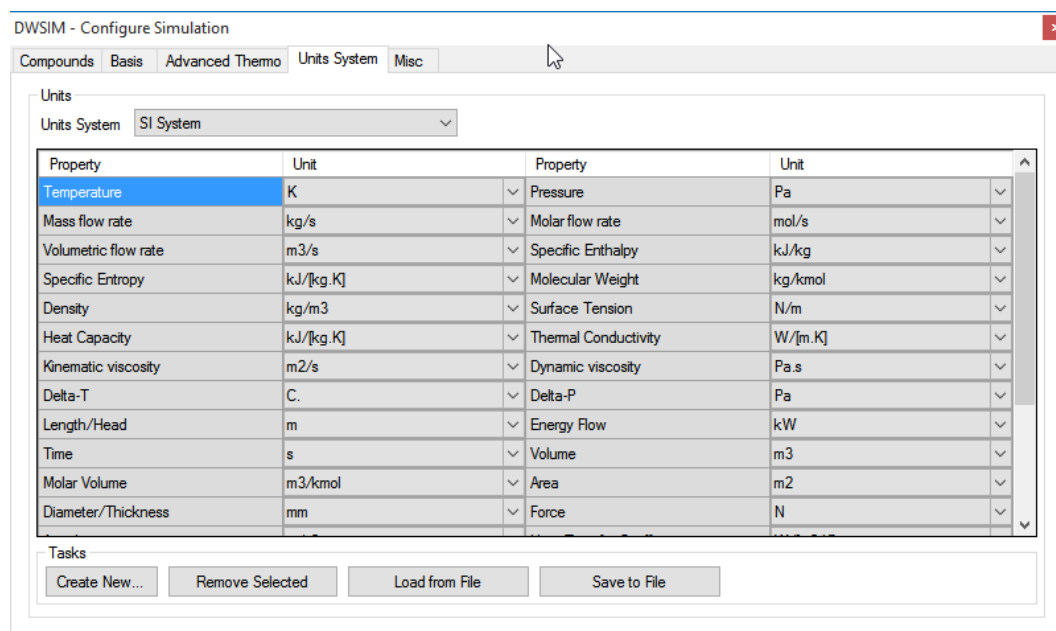 DWSIM - Configure Simulation
Compounds Basis Advanced Thermo Units System Misc
Units
Units System SI System
Property Unit Property Unit
Temperature K Pressure Pa
Mass flow rate kg/s Molar flow rate mol/s
Volumetric flow rate m3/s Specific Enthalpy kJ/kg
Specific Entropy kJ/[kg.K] Molecular Weight kg/kmol
Density kg/m3 Surface Tension N/m
Heat Capacity kJ/[kg.K] Thermal Conductivity W/[m.K]
Kinematic viscosity m2/s Dynamic viscosity Pa.s
Delta-T C. Delta-P Pa
Length/Head m Energy Flow kW
Time s Volume m3
Molar Volume m3/kmol Area m2
Diameter/Thickness mm Force N
Tasks
Create New... Remove Selected Load from File Save to File